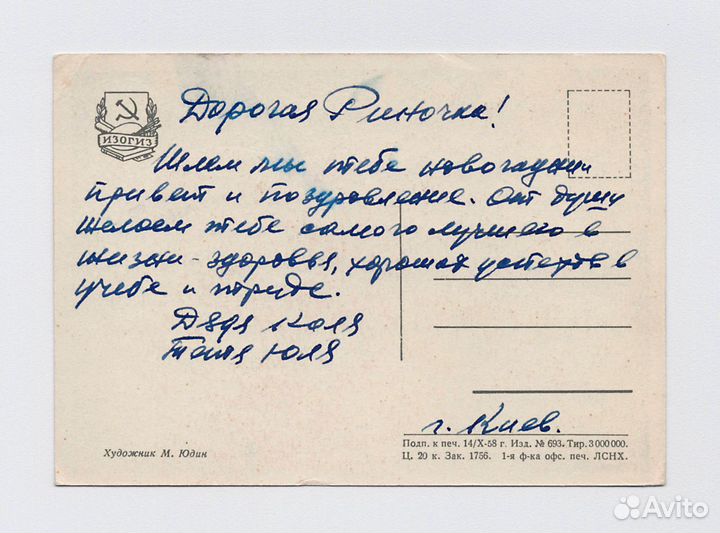 ИЗОГИЗ
Дорогая Риночка!
Шлем мы тебе новогодний
привет и поздравление. От души
желаем тебе самого лучшего в
жизни - здоровья, хороших успехов в
учебе и труде.
Дядя Коля
Тетя Юля
г. Киев.
Художник М. Юдин
Подп. к печ. 14/X-58 г. Изд. № 693. Тир. 3 000 000.
Ц. 20 к. Зак. 1756. 1-я ф-ка офс. печ. ЛСНХ.
Avito